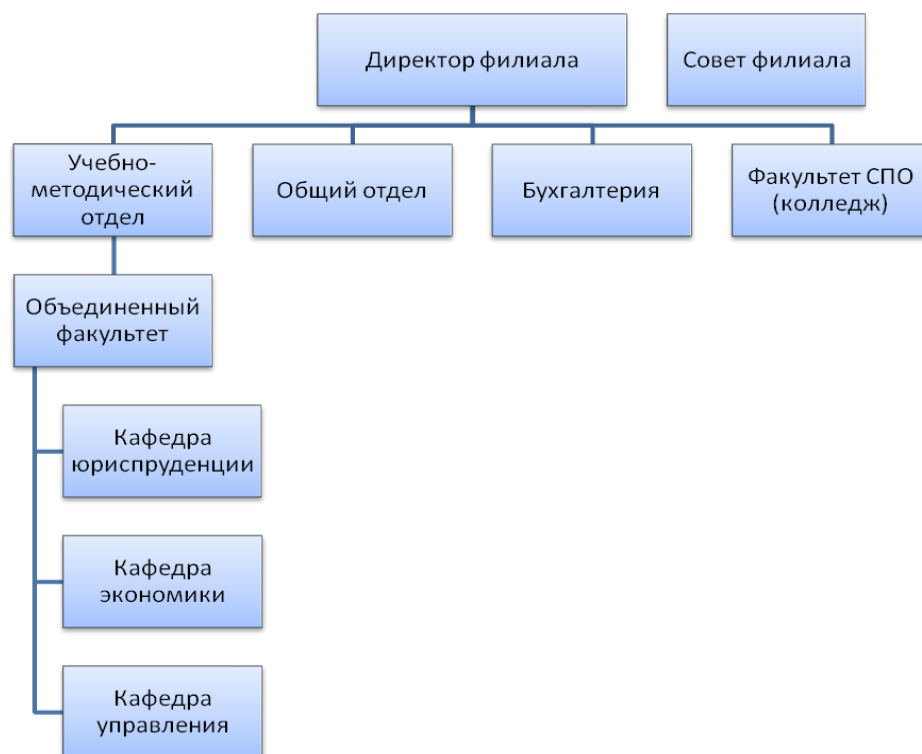 Директор филиала
Совет филиала
Учебно-
методический
отдел
Общий отдел
Бухгалтерия
Факультет СПО
(колледж)
Объединенный
факультет
Кафедра
юриспруденции
Кафедра
экономики
Кафедра
управления